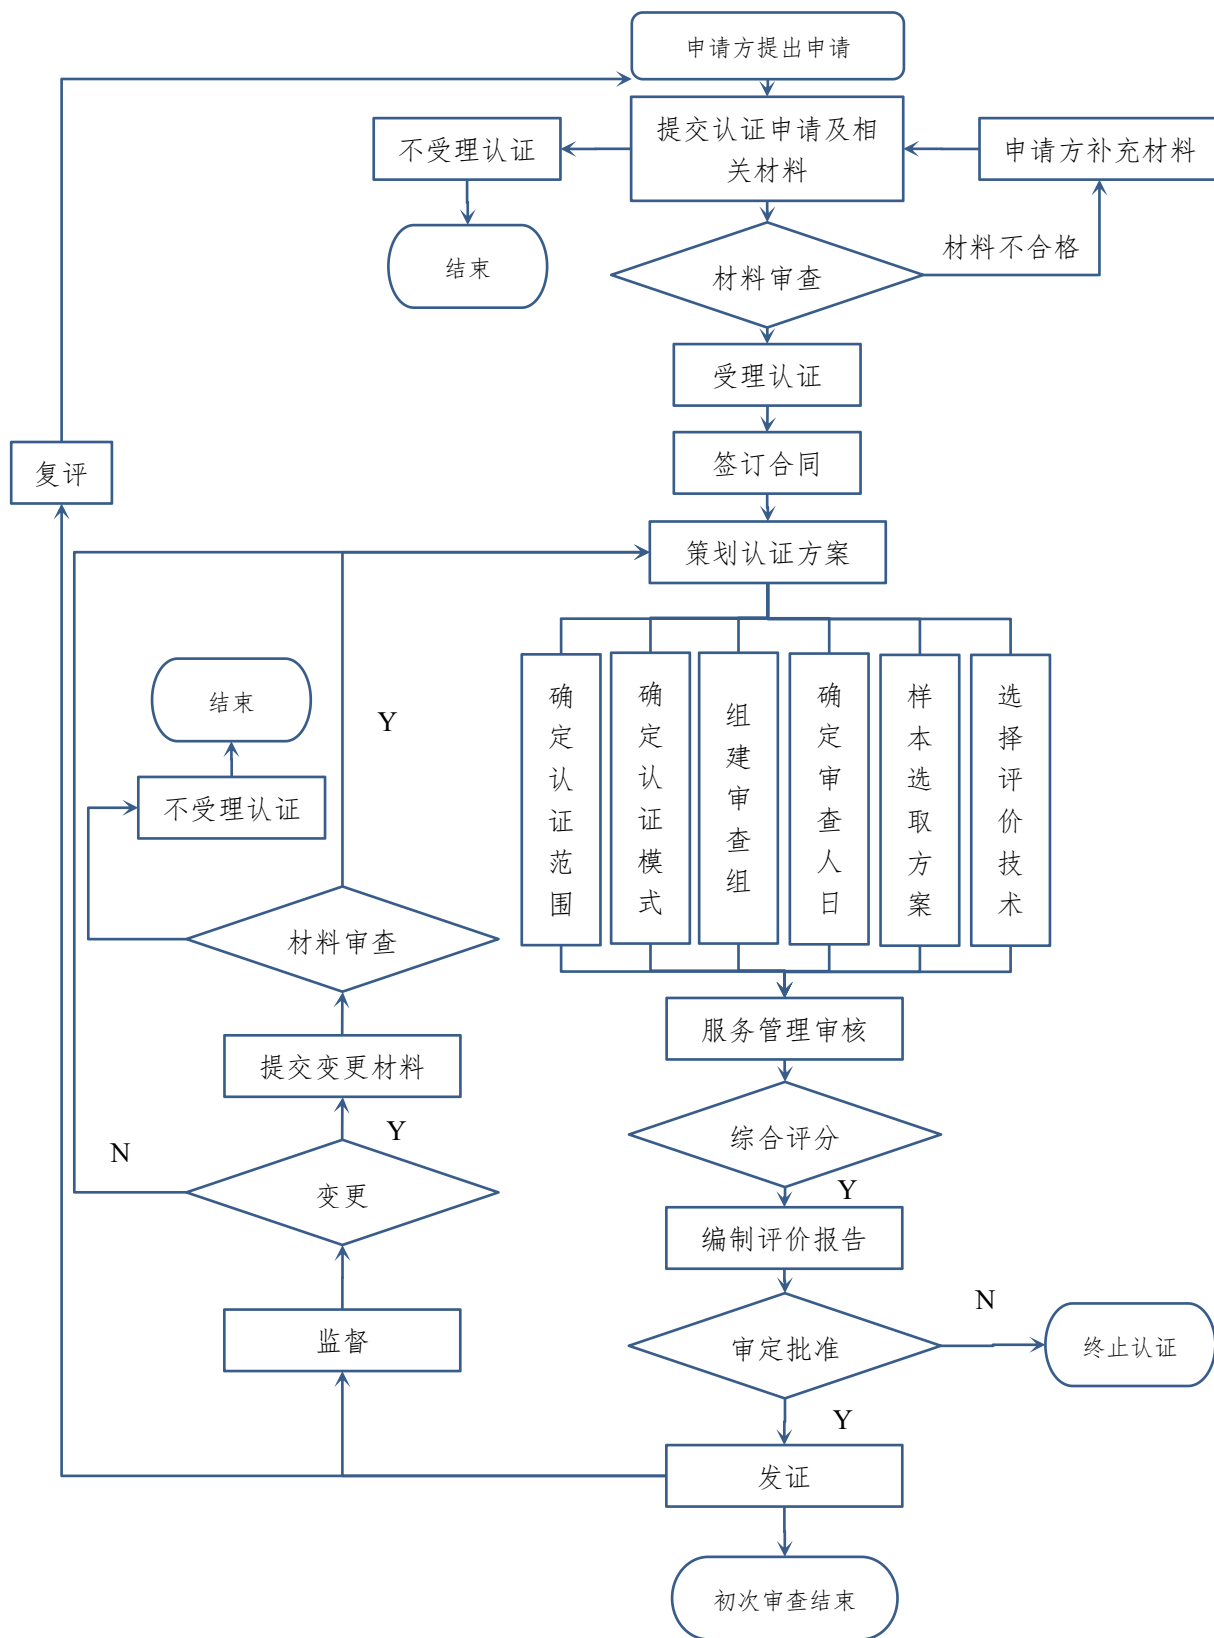 申请方提出申请
提交认证申请及相
关材料
不受理认证
申请方补充材料
结束
材料审查
材料不合格
受理认证
签订合同
复评
策划认证方案
确定认证范围
确定认证模式
组建审查组
确定审查人日
样本选取方案
选择评价技术
结束
Y
不受理认证
材料审查
服务管理审核
提交变更材料
综合评分
Y
N
变更
Y
编制评价报告
监督
审定批准
N
终止认证
Y
发证
初次审查结束